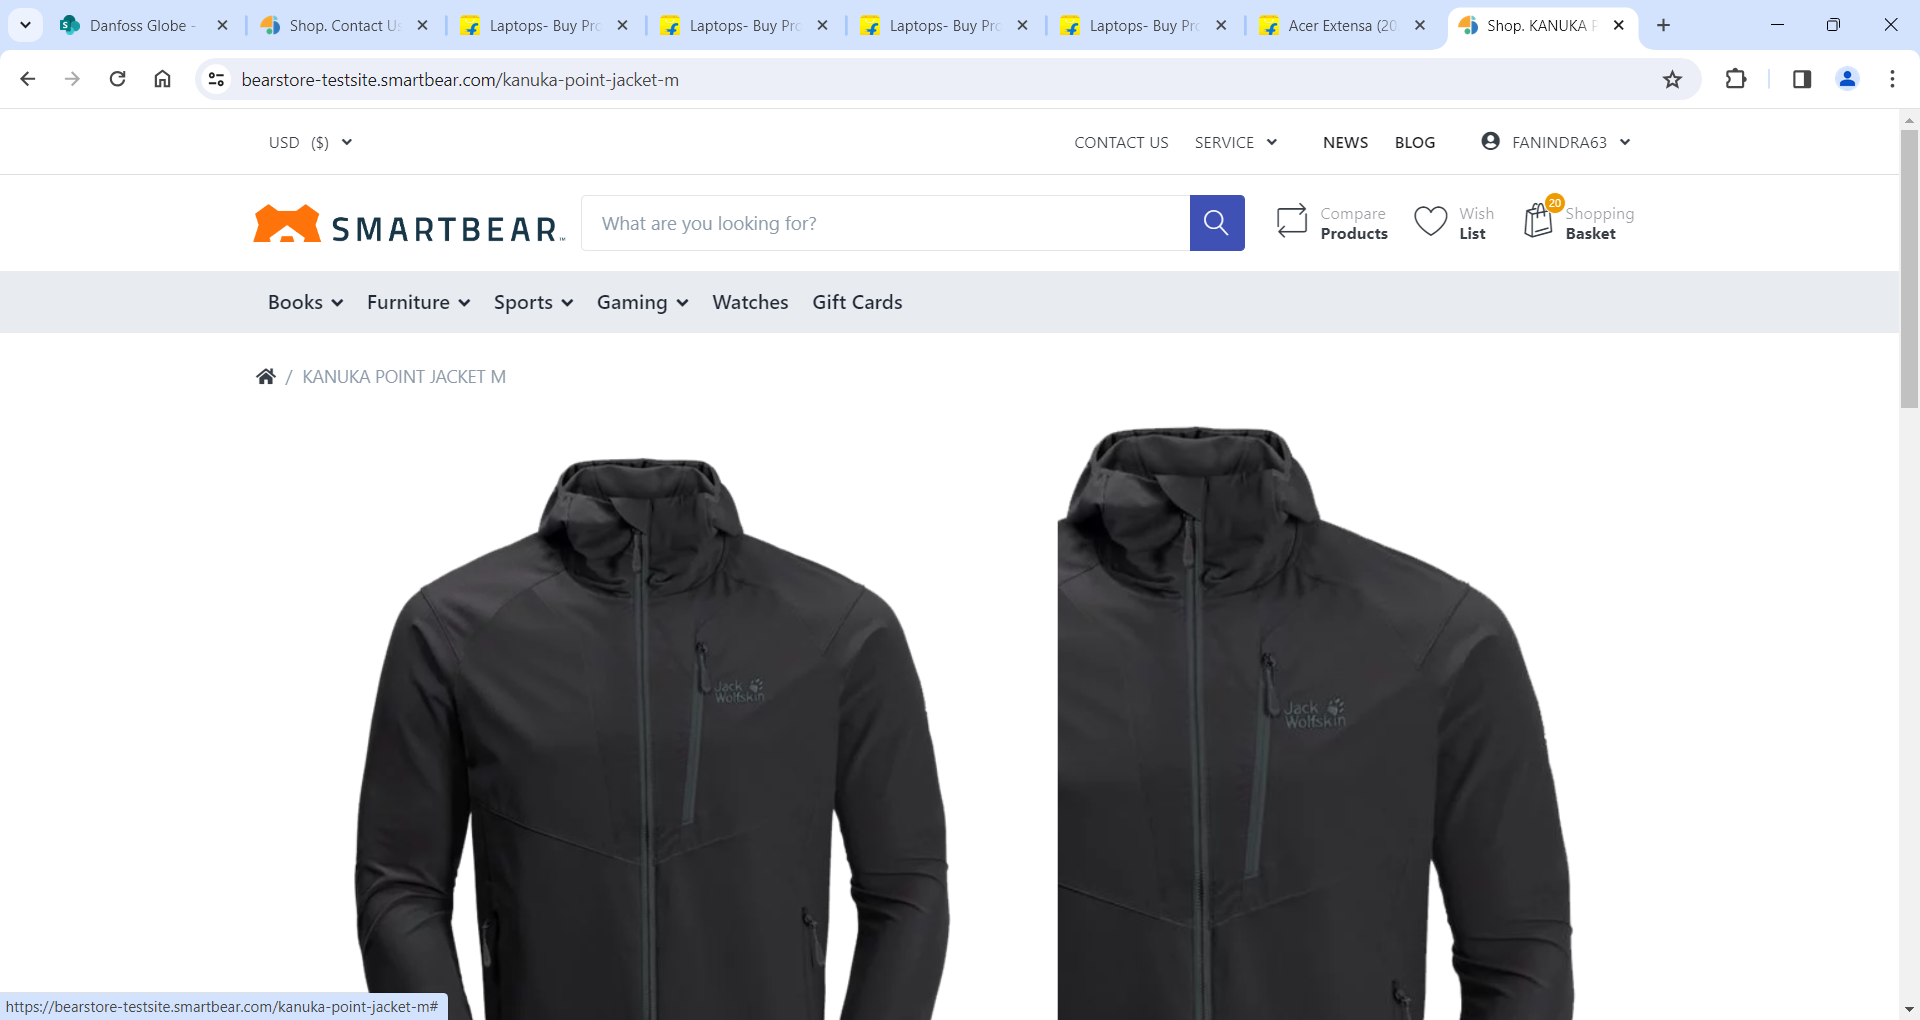 Danfoss Globe -
Shop. Contact Us
Laptops- Buy Pro
Laptops- Buy Pro
Laptops- Buy Pro
Laptops- Buy Pro
Acer Extensa (20
Shop. KANUKA P
bearstore-testsite.smartbear.com/kanuka-point-jacket-m
USD ($)
CONTACT US SERVICE NEWS BLOG FANINDRA63
SMARTBEAR™
What are you looking for?
Compare
Products
Wish
List
20
Shopping
Basket
Books Furniture Sports Gaming Watches Gift Cards
/ KANUKA POINT JACKET M
Jack
Wolfskin
Jack
Wolfskin
https://bearstore-testsite.smartbear.com/kanuka-point-jacket-m#